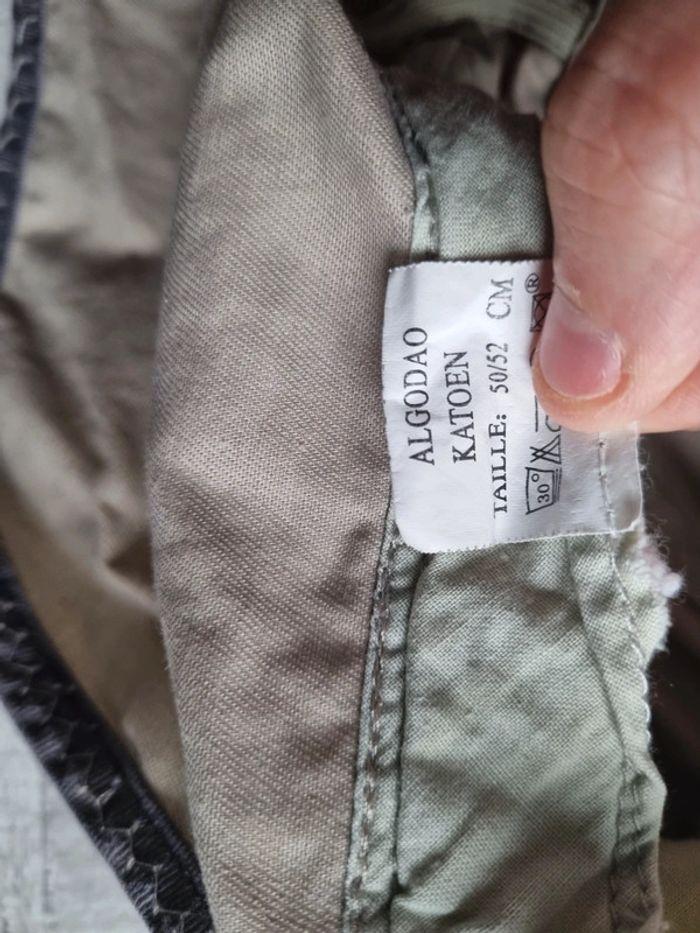 ALGODAO
KATOEN
TAILLE: 50/52 CM
30°
®